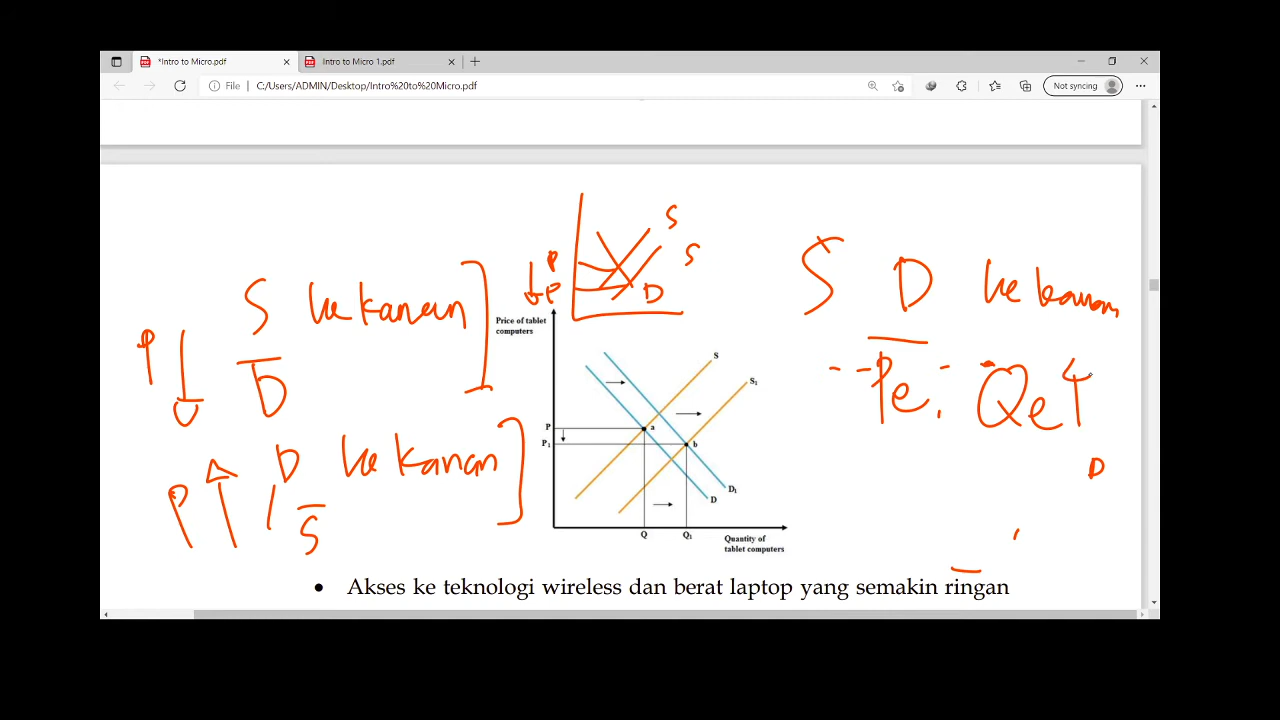 *Intro to Micro.pdf
Intro to Micro 1.pdf
File
C:/Users/ADMIN/Desktop/Intro%20to%20Micro.pdf
Not syncing
S
S
P
P
D
S ke kanan
D
P
D ke kanan
S
P
S D ke kanan
Pe
Qe
D
Price of tablet
computers
S
S1
P
a
P1
b
D1
D
Q
Q1
Quantity of
tablet computers
• Akses ke teknologi wireless dan berat laptop yang semakin ringan